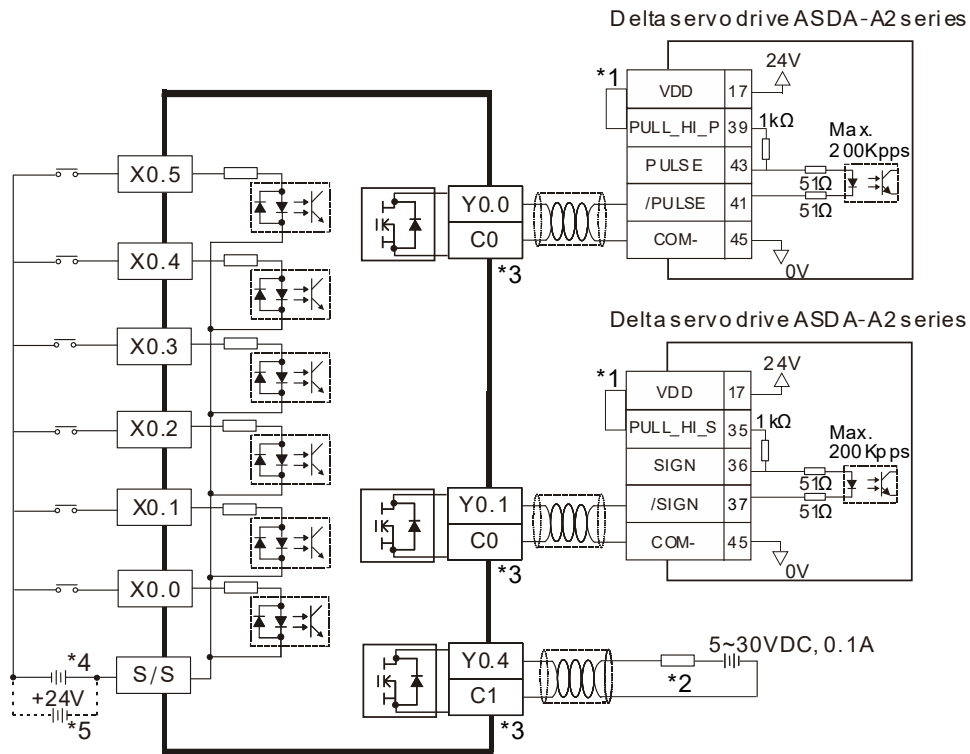 Delta servo drive ASDA-A2 series
*1
VDD 17
24V
PULL_HI_P 39
1kΩ
PULSE 43
/PULSE 41
COM- 45
0V
51Ω
51Ω
Max.
200Kpps
Delta servo drive ASDA-A2 series
*1
VDD 17
24V
PULL_HI_S 35
1kΩ
SIGN 36
/SIGN 37
COM- 45
0V
51Ω
51Ω
Max.
200Kpps
X0.5
X0.4
X0.3
X0.2
X0.1
X0.0
S/S
*4
+24V
*5
Y0.0
C0
*3
Y0.1
C0
*3
Y0.4
C1
*3
*2
5~30VDC, 0.1A